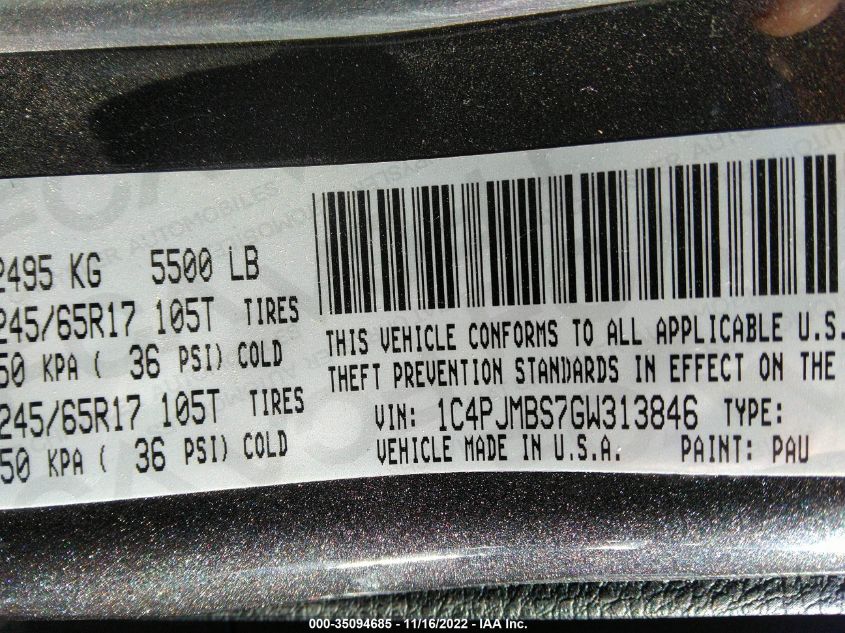 2495 KG 5500 LB
245/65R17 105T TIRES
50 KPA ( 36 PSI) COLD
245/65R17 105T TIRES
50 KPA ( 36 PSI) COLD
THIS VEHICLE CONFORMS TO ALL APPLICABLE U.S.
THEFT PREVENTION STANDARDS IN EFFECT ON THE
VIN: 1C4PJMBS7GW313846 TYPE:
VEHICLE MADE IN U.S.A. PAINT: PAU
000-35094685 - 11/16/2022 - IAA Inc.